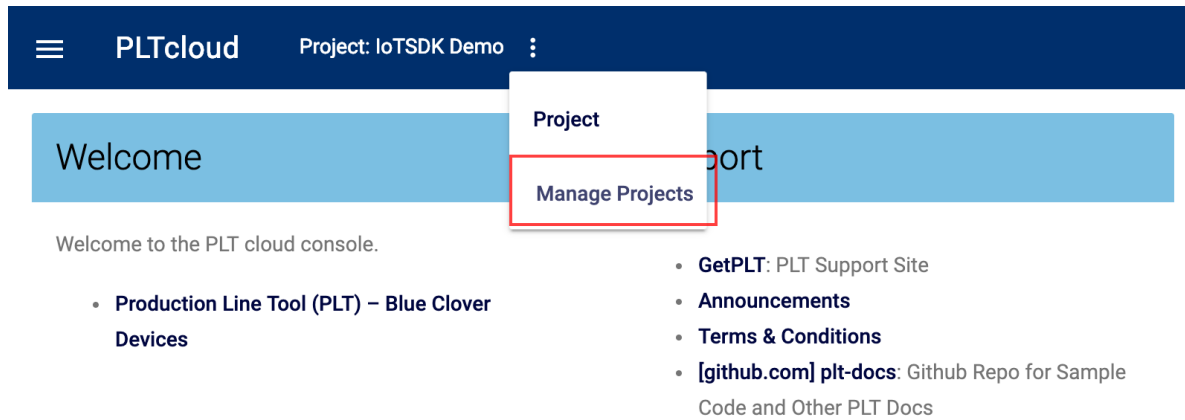 PLTcloud Project: IoTSDK Demo
Project
Manage Projects
Welcome
port
Welcome to the PLT cloud console.
• Production Line Tool (PLT) – Blue Clover
Devices
• GetPLT: PLT Support Site
• Announcements
• Terms & Conditions
• [github.com] plt-docs: Github Repo for Sample
Code and Other PLT Docs